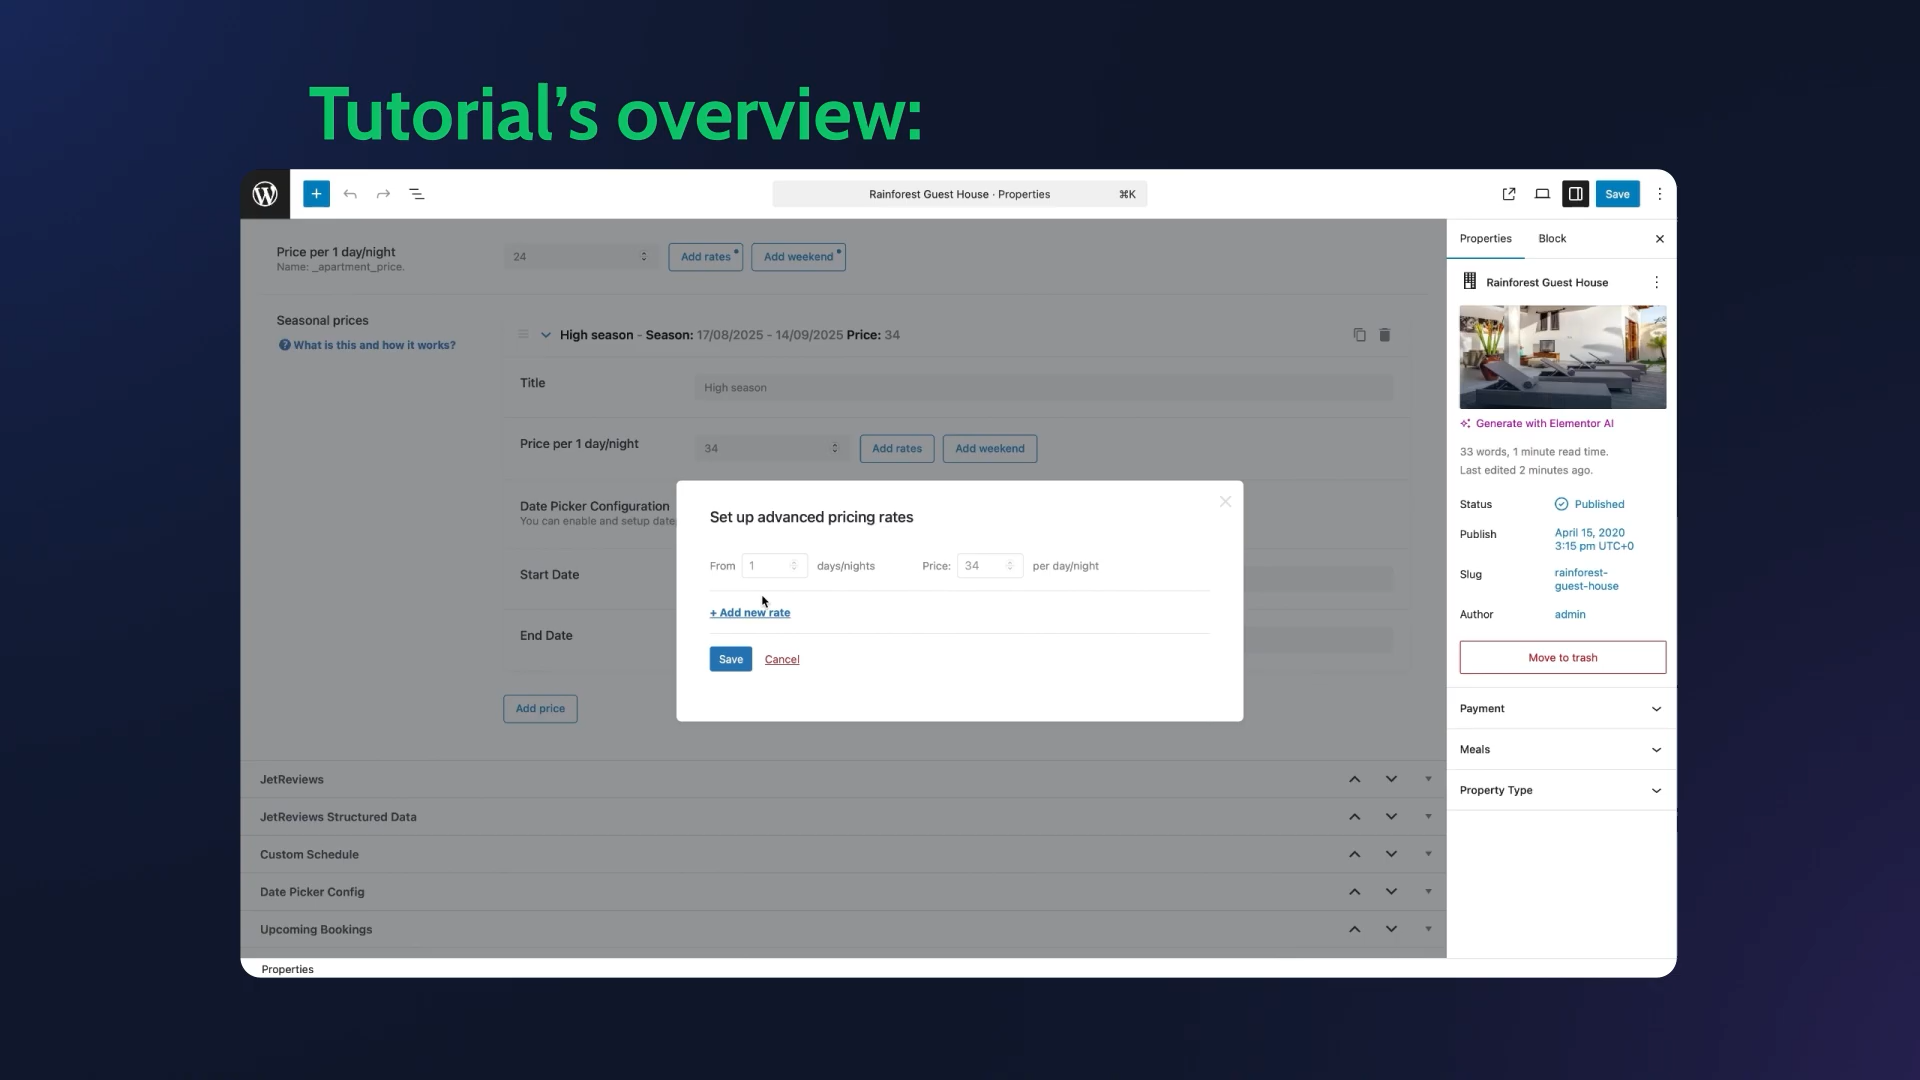 Tutorial's overview:
Rainforest Guest House · Properties ⌘K
Save
Price per 1 day/night
Name: _apartment_price.
24
Add rates
Add weekend
Seasonal prices
What is this and how it works?
High season - Season: 17/08/2025 - 14/09/2025 Price: 34
Title
High season
Price per 1 day/night
34
Add rates
Add weekend
Date Picker Configuration
You can enable and setup date
Start Date
End Date
Add price
Set up advanced pricing rates
From 1 days/nights Price: 34 per day/night
+ Add new rate
Save Cancel
JetReviews
JetReviews Structured Data
Custom Schedule
Date Picker Config
Upcoming Bookings
Properties
Properties Block
Rainforest Guest House
Generate with Elementor AI
33 words, 1 minute read time.
Last edited 2 minutes ago.
Status Published
Publish April 15, 2020
3:15 pm UTC+0
Slug rainforest-
guest-house
Author admin
Move to trash
Payment
Meals
Property Type